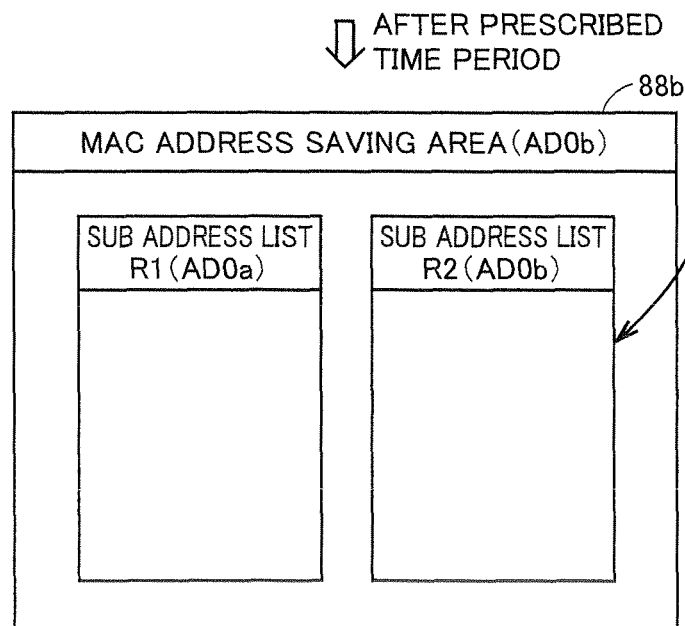 AFTER PRESCRIBED
TIME PERIOD
88b
MAC ADDRESS SAVING AREA(AD0b)
SUB ADDRESS LIST
R1(AD0a)
SUB ADDRESS LIST
R2(AD0b)